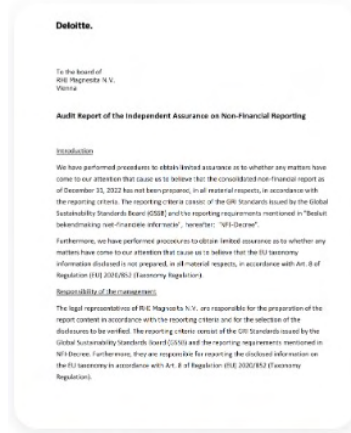 Deloitte.
To the board of
RHI Magnesita N.V.
Vienna
Audit Report of the Independent Assurance on Non-Financial Reporting
Introduction
We have performed procedures to obtain limited assurance as to whether any matters have
come to our attention that cause us to believe that the consolidated non-financial report as
of December 31, 2022 has not been prepared, in all material respects, in accordance with
the reporting criteria. The reporting criteria consist of the GRI Standards issued by the Global
Sustainability Standards Board (GSSB) and the reporting requirements mentioned in "Besluit
bekendmaking niet-financiële informatie", hereafter: "NFI-Decree".
Furthermore, we have performed procedures to obtain limited assurance as to whether any
matters have come to our attention that cause us to believe that the EU taxonomy
information disclosed is not prepared, in all material respects, in accordance with Art. 8 of
Regulation (EU) 2020/852 (Taxonomy Regulation).
Responsibility of the management
The legal representatives of RHI Magnesita N.V. are responsible for the preparation of the
report content in accordance with the reporting criteria and for the selection of the
disclosures to be verified. The reporting criteria consist of the GRI Standards issued by the
Global Sustainability Standards Board (GSSB) and the reporting requirements mentioned in
NFI-Decree. Furthermore, they are responsible for reporting the disclosed information on
the EU taxonomy in accordance with Art. 8 of Regulation (EU) 2020/852 (Taxonomy
Regulation).